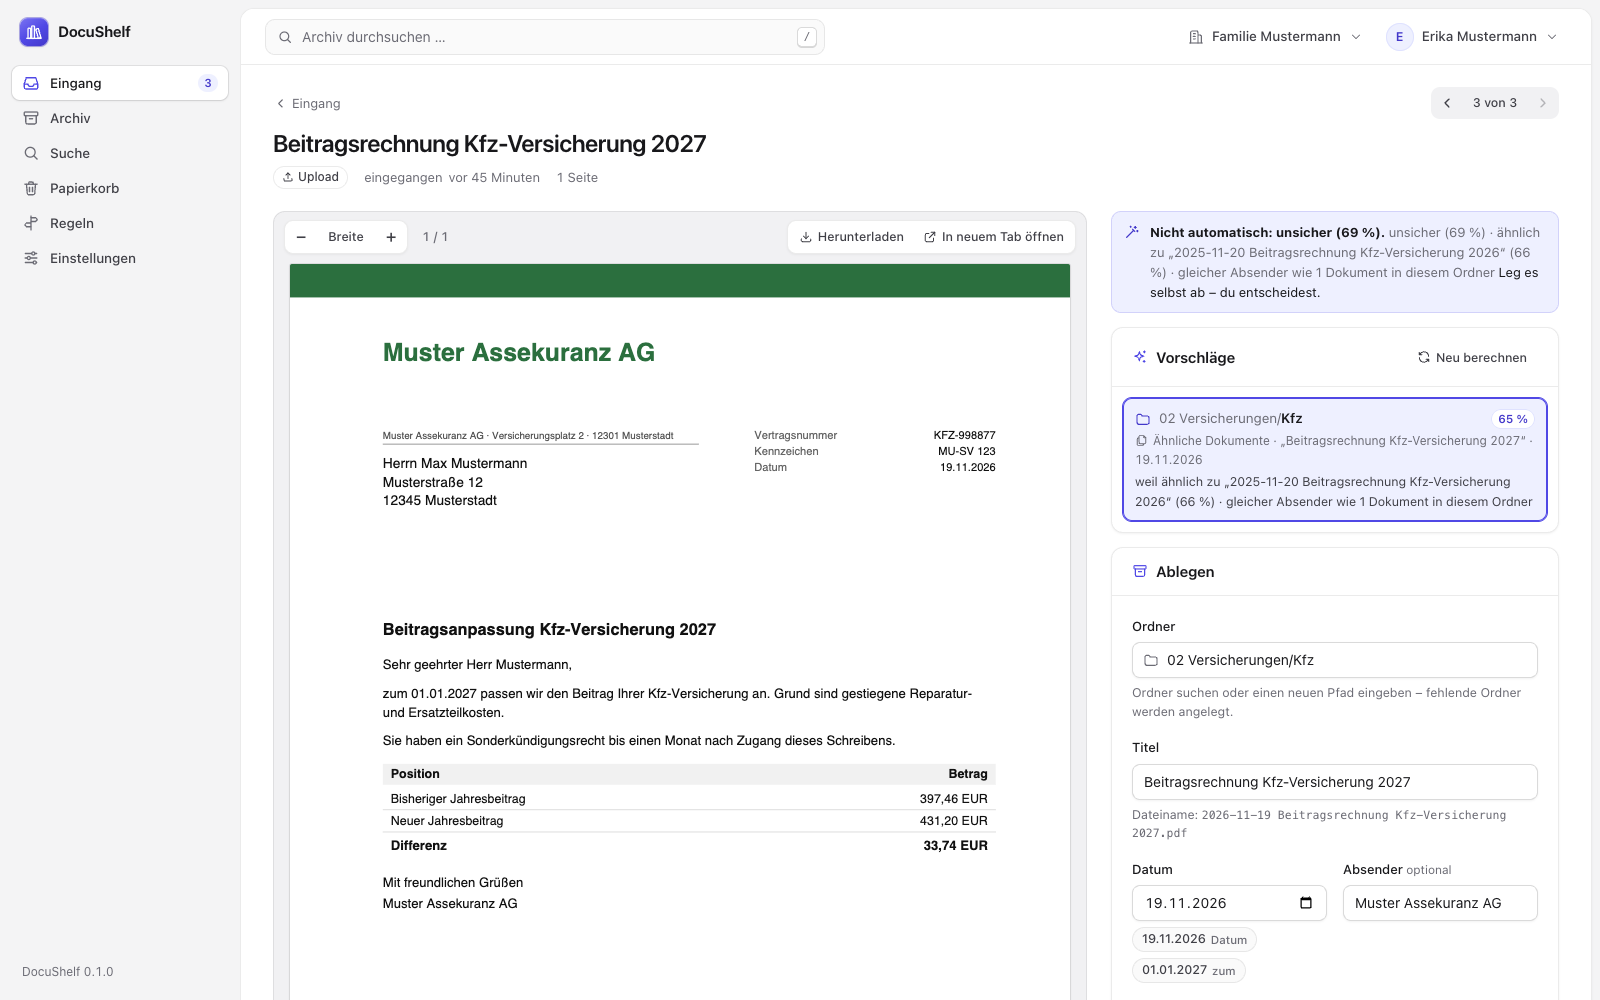 DocuShelf
Eingang
3
Archiv
Suche
Papierkorb
Regeln
Einstellungen
DocuShelf 0.1.0
Archiv durchsuchen ...
/
Familie Mustermann
E
Erika Mustermann
Eingang
3 von 3
Beitragsrechnung Kfz-Versicherung 2027
Upload
eingegangen vor 45 Minuten
1 Seite
Breite
1 / 1
Herunterladen
In neuem Tab öffnen
Muster Assekuranz AG
Muster Assekuranz AG · Versicherungsplatz 2 · 12301 Musterstadt
Herrn Max Mustermann
Musterstraße 12
12345 Musterstadt
Vertragsnummer KFZ-998877
Kennzeichen MU-SV 123
Datum 19.11.2026
Beitragsanpassung Kfz-Versicherung 2027
Sehr geehrter Herr Mustermann,
zum 01.01.2027 passen wir den Beitrag Ihrer Kfz-Versicherung an. Grund sind gestiegene Reparatur-
und Ersatzteilkosten.
Sie haben ein Sonderkündigungsrecht bis einen Monat nach Zugang dieses Schreibens.
Position Betrag
Bisheriger Jahresbeitrag 397,46 EUR
Neuer Jahresbeitrag 431,20 EUR
Differenz 33,74 EUR
Mit freundlichen Grüßen
Muster Assekuranz AG
Nicht automatisch: unsicher (69 %). unsicher (69 %) · ähnlich
zu „2025-11-20 Beitragsrechnung Kfz-Versicherung 2026“ (66
%) · gleicher Absender wie 1 Dokument in diesem Ordner Leg es
selbst ab – du entscheidest.
Vorschläge
Neu berechnen
02 Versicherungen/Kfz
65 %
Ähnliche Dokumente · „Beitragsrechnung Kfz-Versicherung 2027“ ·
19.11.2026
weil ähnlich zu „2025-11-20 Beitragsrechnung Kfz-Versicherung
2026“ (66 %) · gleicher Absender wie 1 Dokument in diesem Ordner
Ablegen
Ordner
02 Versicherungen/Kfz
Ordner suchen oder einen neuen Pfad eingeben – fehlende Ordner
werden angelegt.
Titel
Beitragsrechnung Kfz-Versicherung 2027
Dateiname: 2026-11-19 Beitragsrechnung Kfz-Versicherung
2027.pdf
Datum
19.11.2026
19.11.2026 Datum
01.01.2027 zum
Absender optional
Muster Assekuranz AG